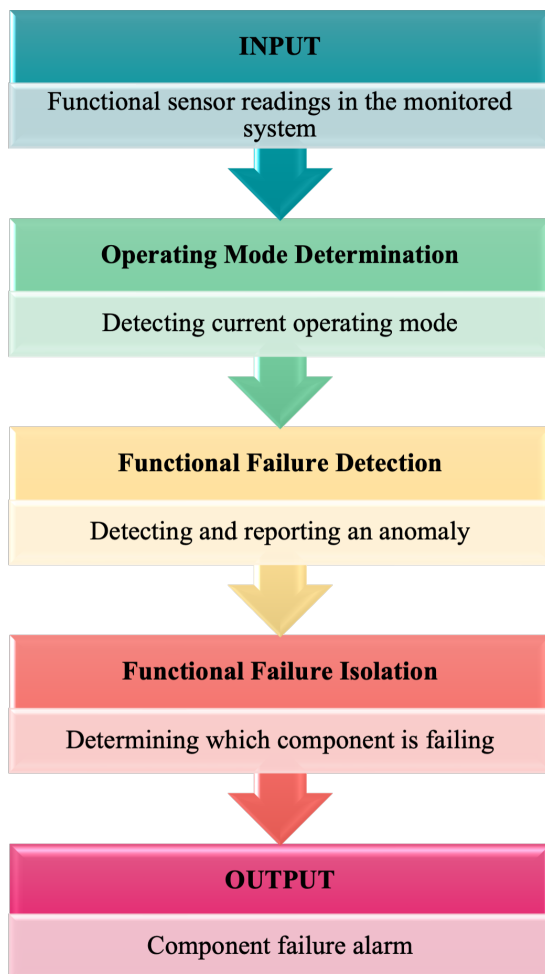 INPUT
Functional sensor readings in the monitored
system
Operating Mode Determination
Detecting current operating mode
Functional Failure Detection
Detecting and reporting an anomaly
Functional Failure Isolation
Determining which component is failing
OUTPUT
Component failure alarm